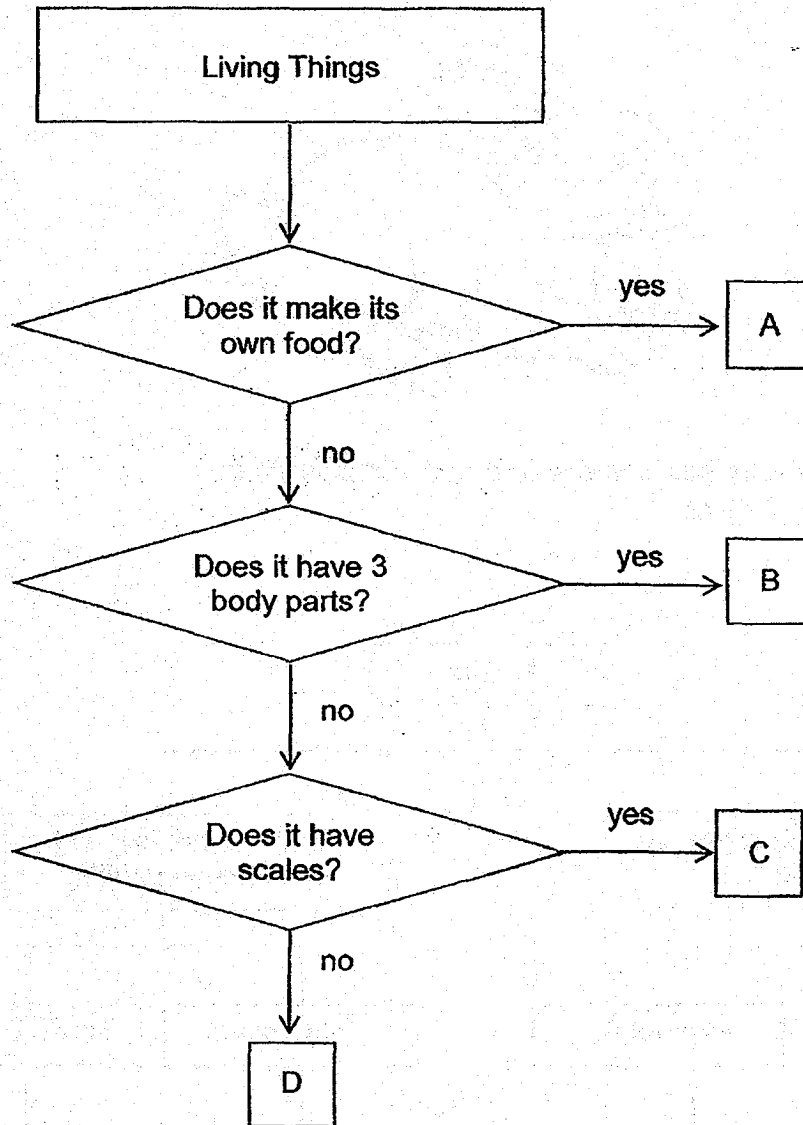 Living Things
Does it make its
own food?
yes
A
no
Does it have 3
body parts?
yes
B
no
Does it have
scales?
yes
C
no
D